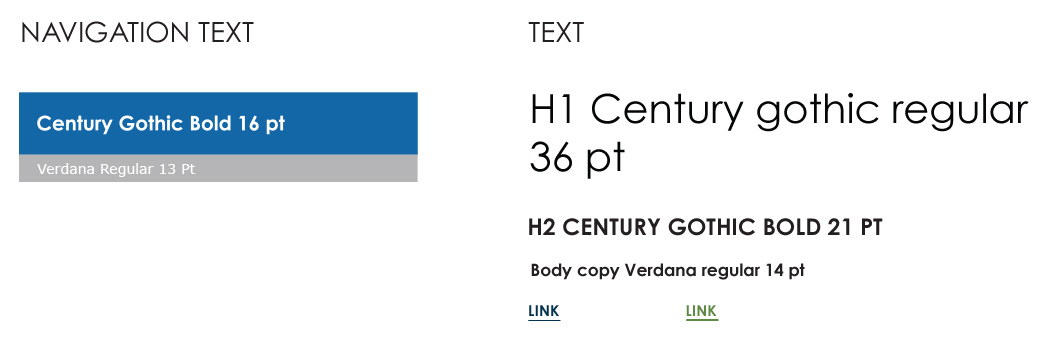 NAVIGATION TEXT
Century Gothic Bold 16 pt
Verdana Regular 13 Pt
TEXT
H1 Century gothic regular
36 pt
H2 CENTURY GOTHIC BOLD 21 PT
Body copy Verdana regular 14 pt
LINK LINK